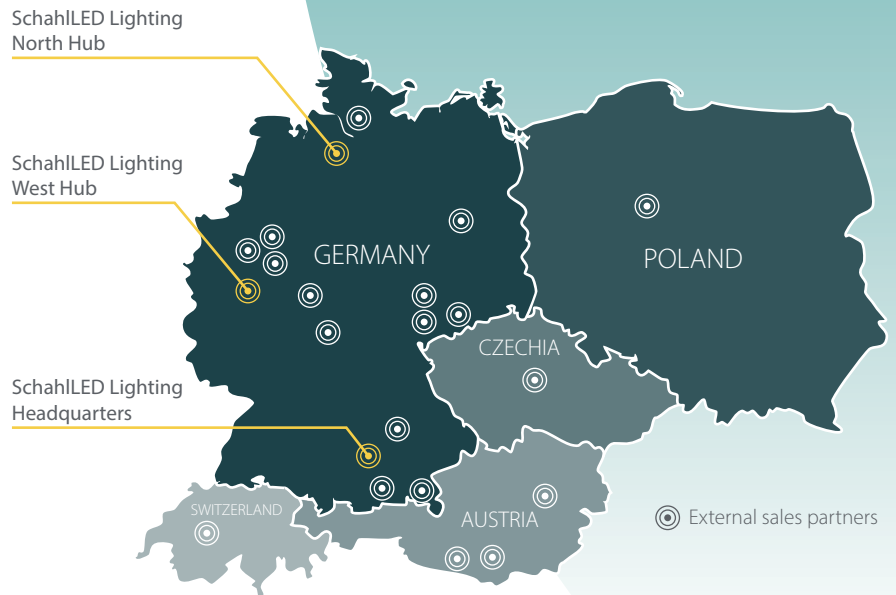 SchahlLED Lighting
North Hub
SchahlLED Lighting
West Hub
GERMANY
POLAND
CZECHIA
SchahlLED Lighting
Headquarters
SWITZERLAND
AUSTRIA
External sales partners